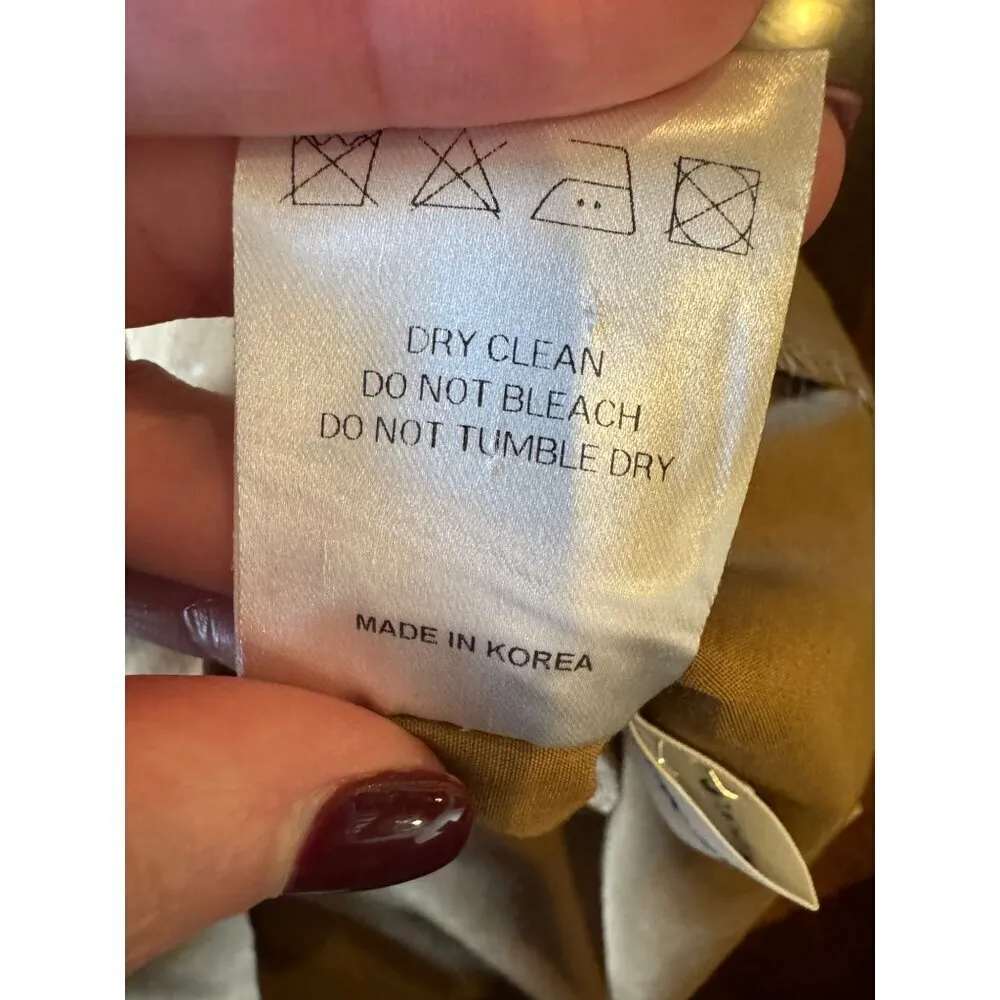 DRY CLEAN
DO NOT BLEACH
DO NOT TUMBLE DRY
MADE IN KOREA